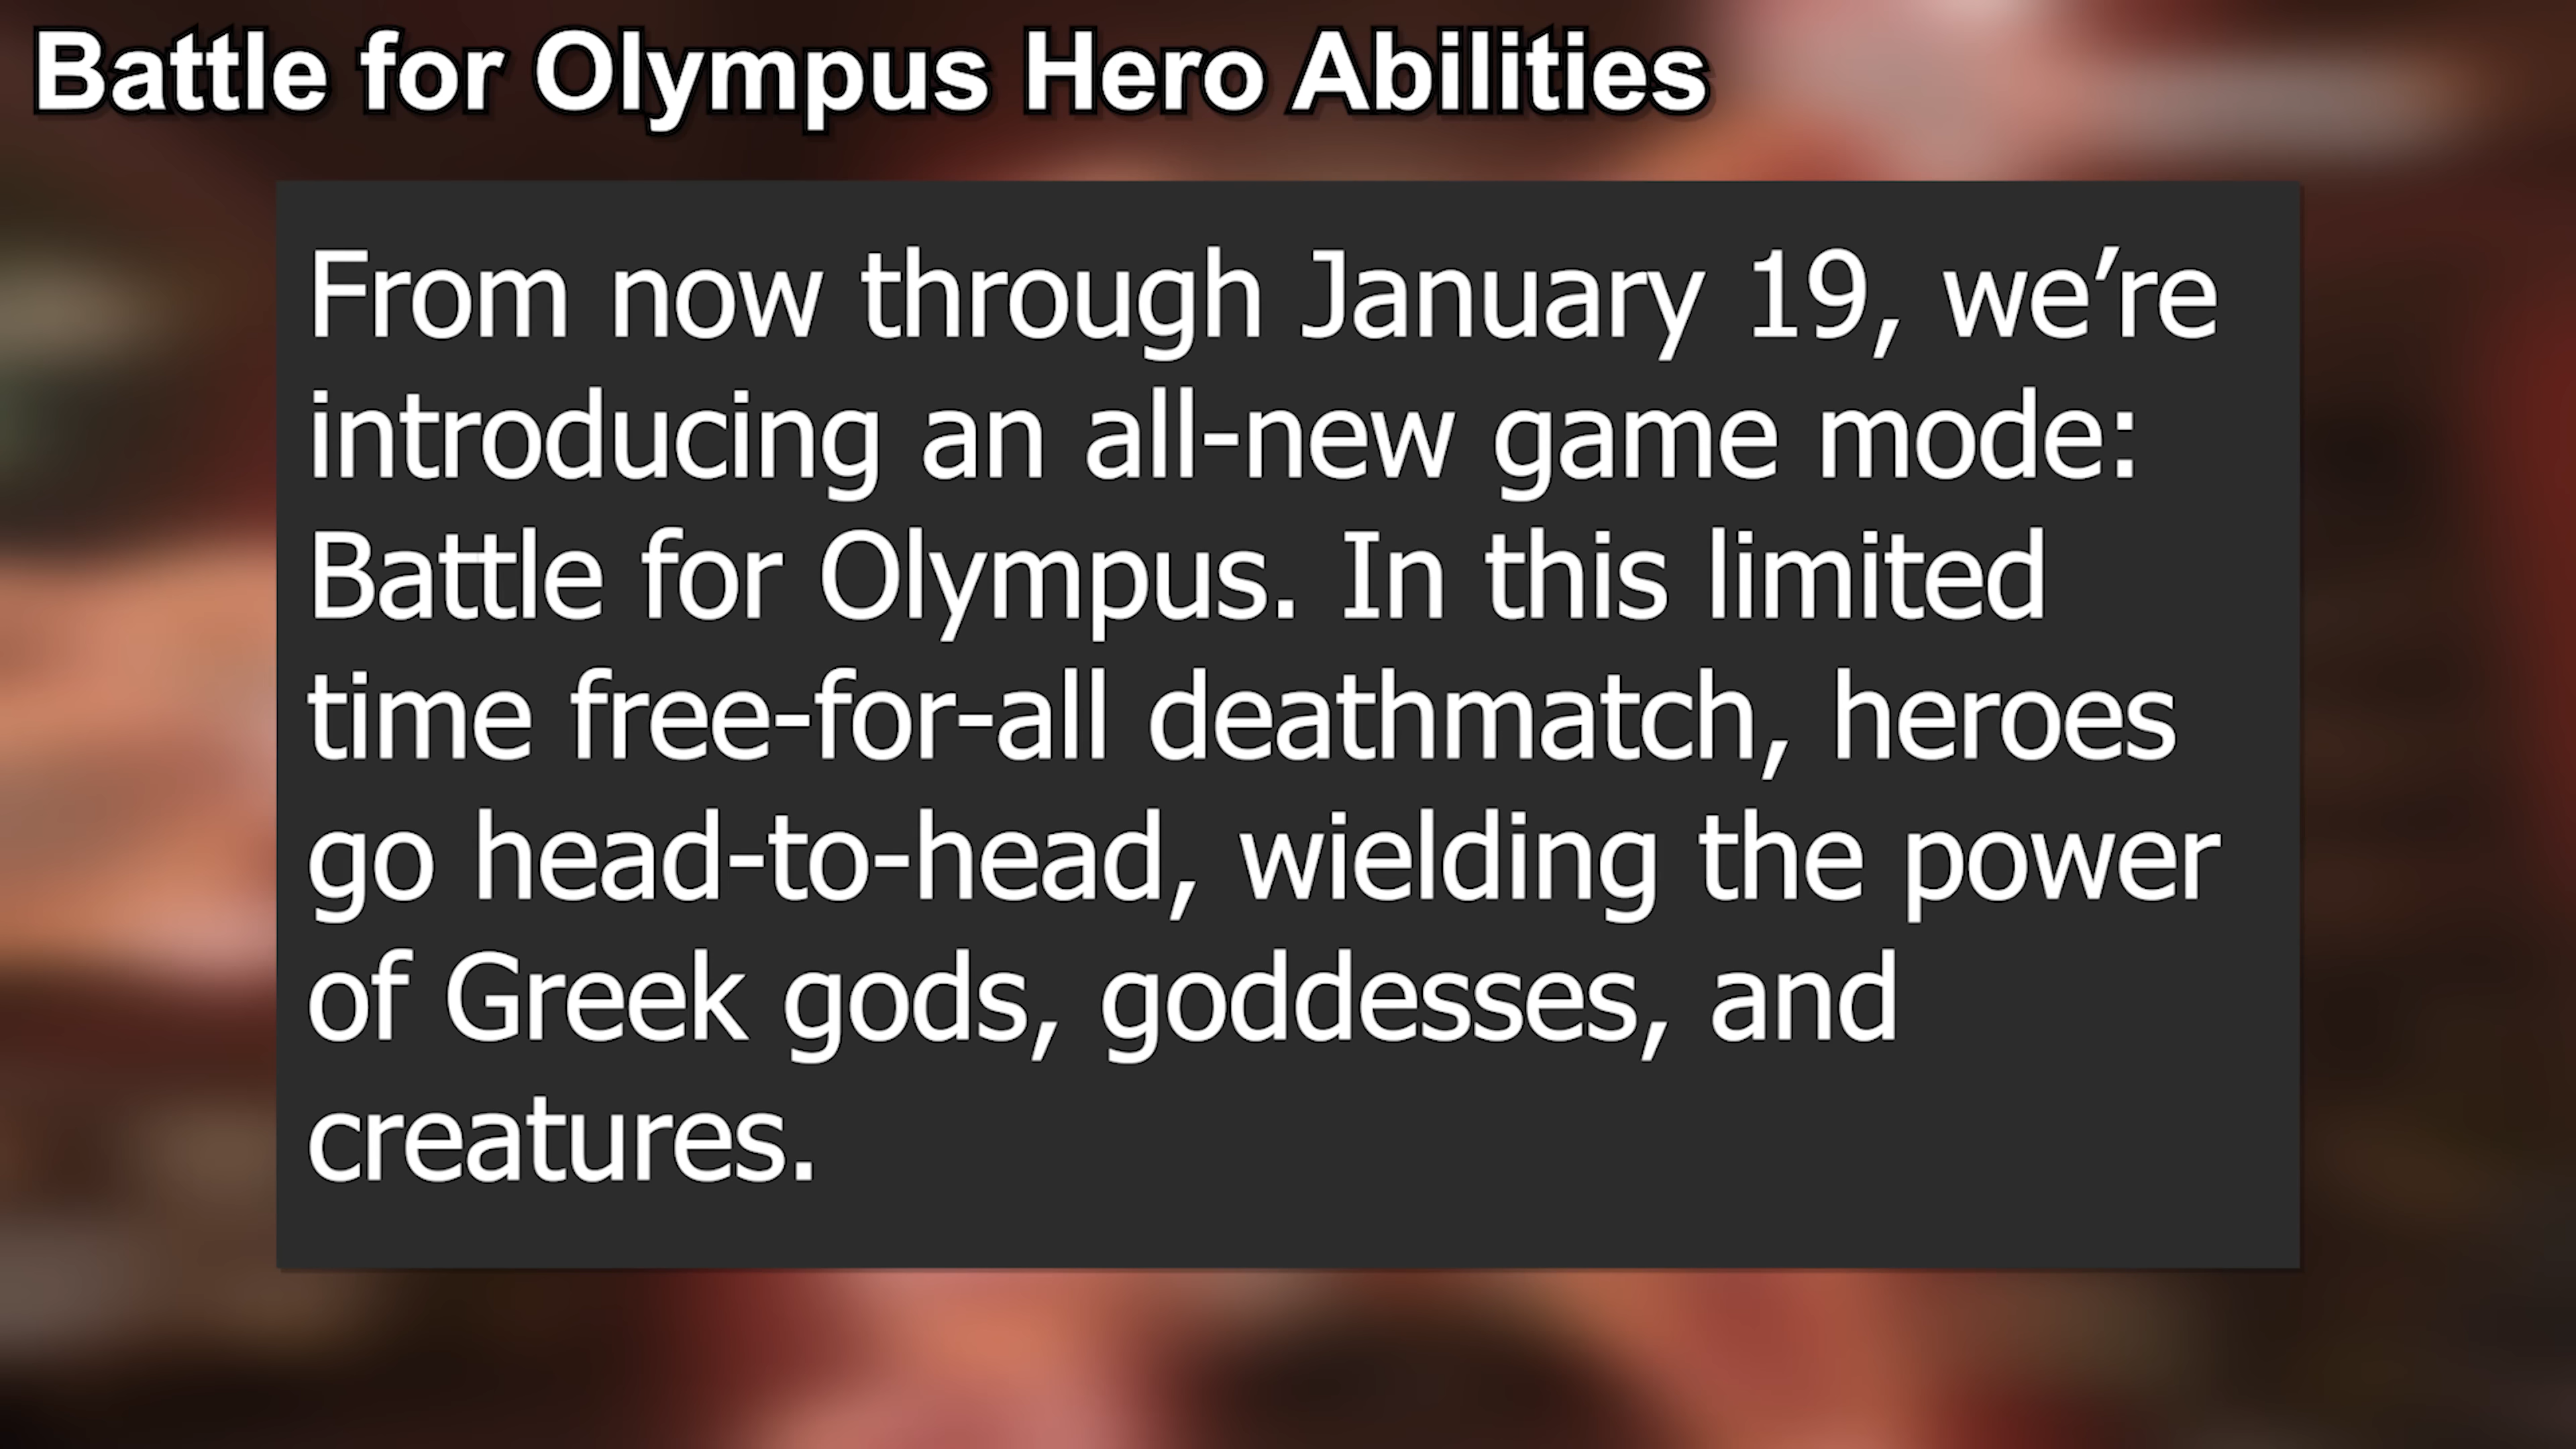 Battle for Olympus Hero Abilities
From now through January 19, we’re
introducing an all-new game mode:
Battle for Olympus. In this limited
time free-for-all deathmatch, heroes
go head-to-head, wielding the power
of Greek gods, goddesses, and
creatures.